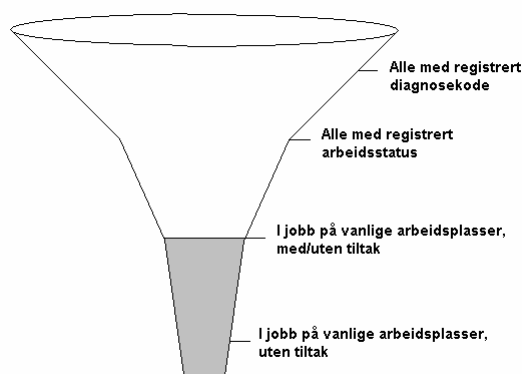 Alle med registrert
diagnosekode
Alle med registrert
arbeidsstatus
I jobb på vanlige arbeidsplasser,
med/uten tiltak
I jobb på vanlige arbeidsplasser,
uten tiltak